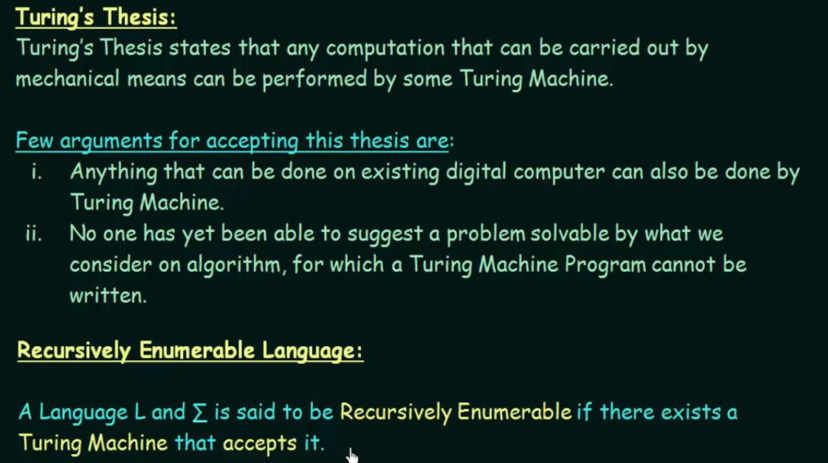 Turing's Thesis:
Turing's Thesis states that any computation that can be carried out by
mechanical means can be performed by some Turing Machine.
Few arguments for accepting this thesis are:
i. Anything that can be done on existing digital computer can also be done by
Turing Machine.
ii. No one has yet been able to suggest a problem solvable by what we
consider on algorithm, for which a Turing Machine Program cannot be
written.
Recursively Enumerable Language:
A Language L and ∑ is said to be Recursively Enumerable if there exists a
Turing Machine that accepts it.